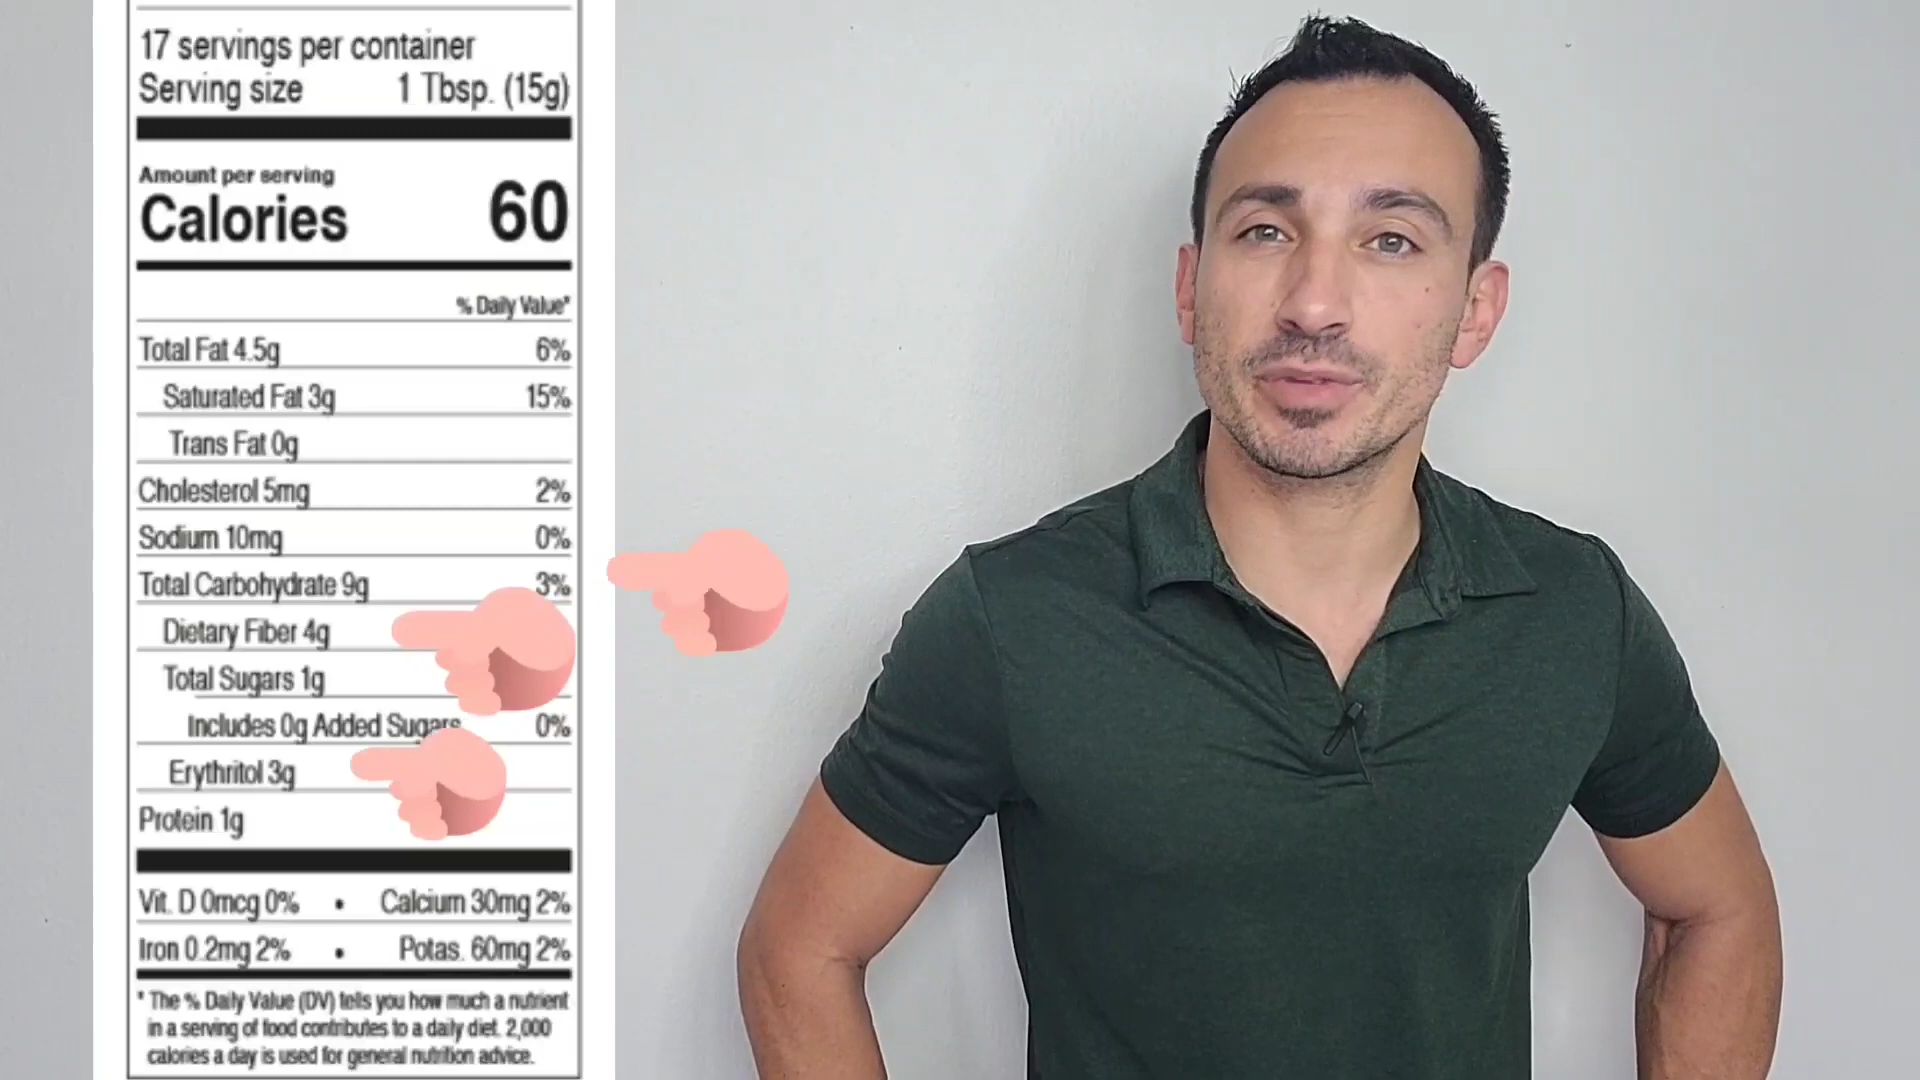 17 servings per container
Serving size 1 Tbsp. (15g)
Amount per serving
Calories 60
% Daily Value*
Total Fat 4.5g 6%
Saturated Fat 3g 15%
Trans Fat 0g
Cholesterol 5mg 2%
Sodium 10mg 0%
Total Carbohydrate 9g 3%
Dietary Fiber 4g
Total Sugars 1g
Includes 0g Added Sugars 0%
Erythritol 3g
Protein 1g
Vit. D 0mcg 0% • Calcium 30mg 2%
Iron 0.2mg 2% • Potas. 60mg 2%
* The % Daily Value (DV) tells you how much a nutrient
in a serving of food contributes to a daily diet. 2,000
calories a day is used for general nutrition advice.